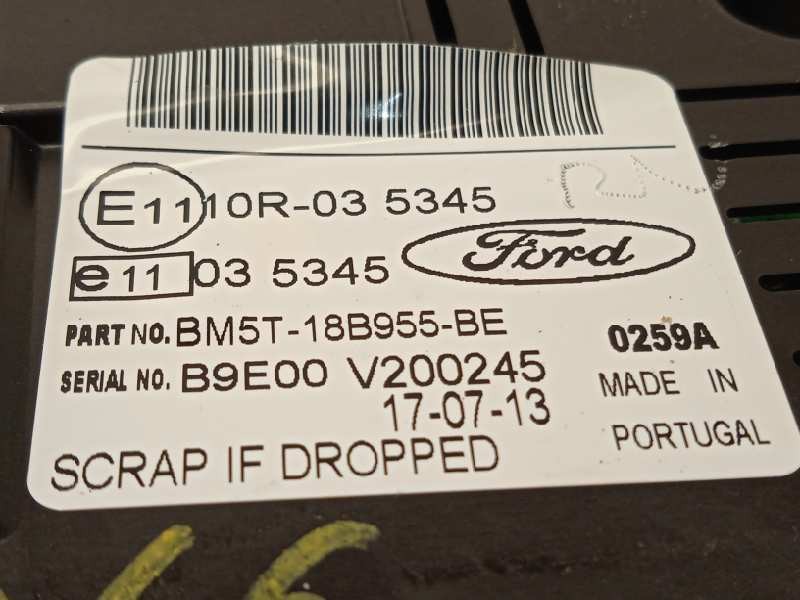 E11 10R-03 5345
e11 03 5345
Ford
PART NO. BM5T-18B955-BE
0259A
SERIAL NO. B9E00 V200245
17-07-13
MADE IN
PORTUGAL
SCRAP IF DROPPED